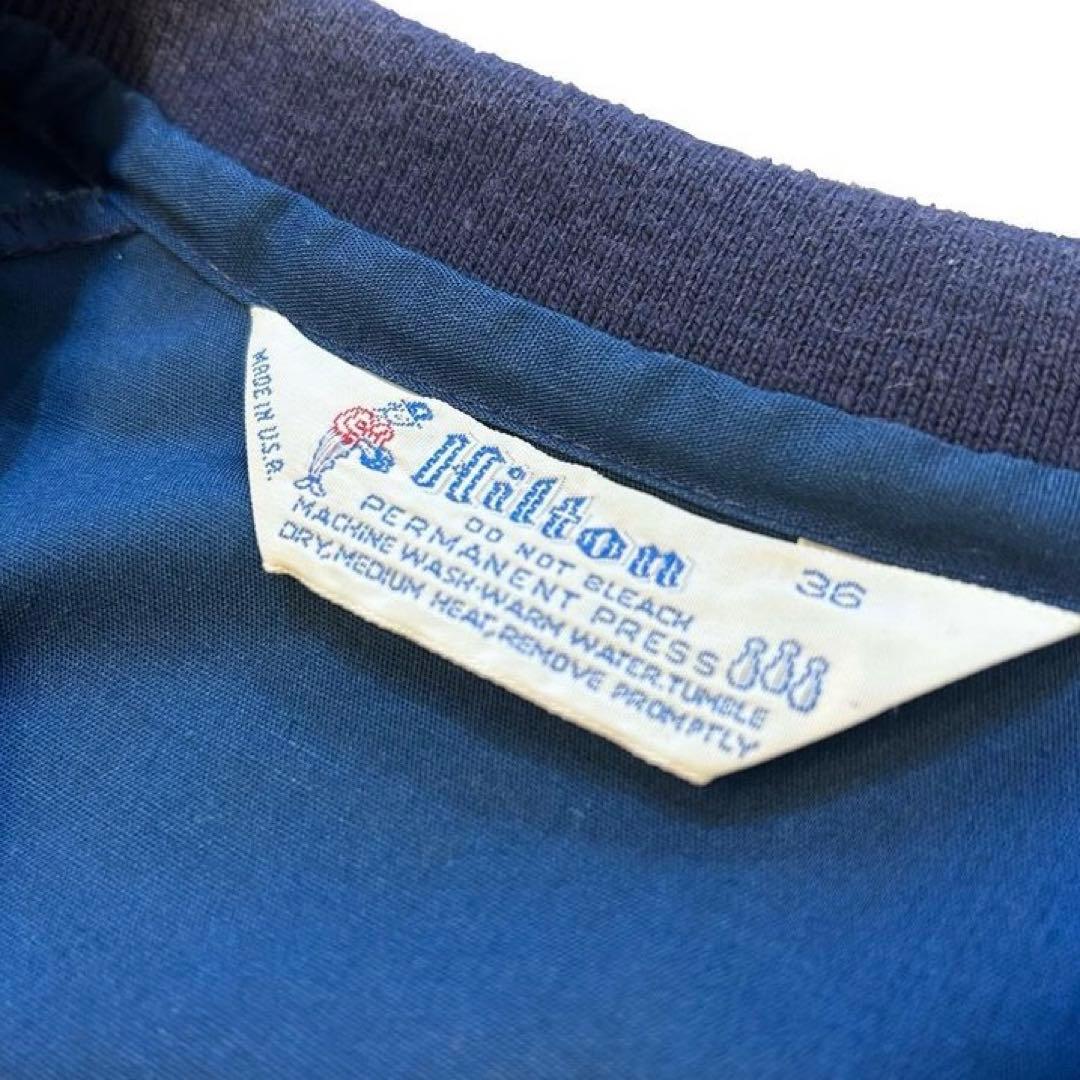 MADE IN U.S.A.
Hilton
36
DO NOT BLEACH
PERMANENT PRESS
MACHINE WASH-WARM WATER. TUMBLE
DRY, MEDIUM HEAT, REMOVE PROMPTLY